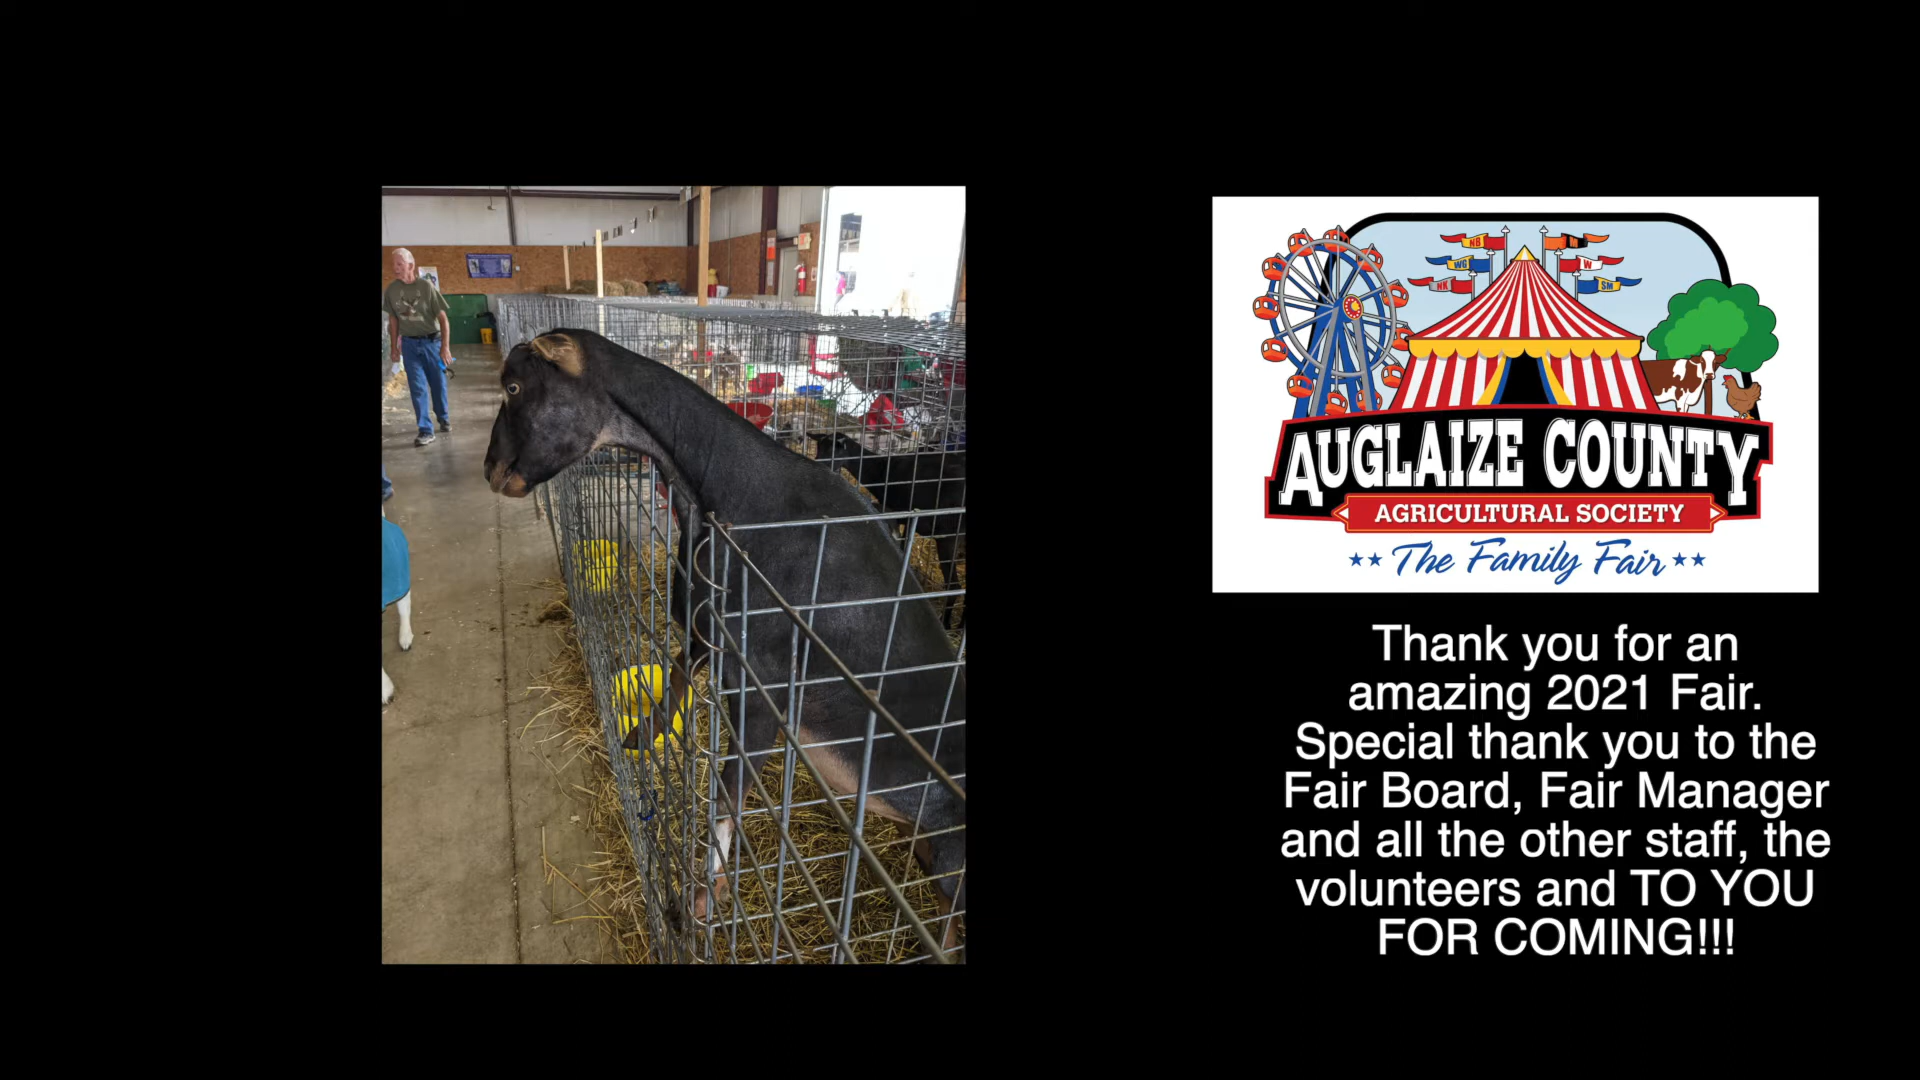 NB
WG
W
NK
SM
AUGLAIZE COUNTY
AGRICULTURAL SOCIETY
The Family Fair
Thank you for an
amazing 2021 Fair.
Special thank you to the
Fair Board, Fair Manager
and all the other staff, the
volunteers and TO YOU
FOR COMING!!!